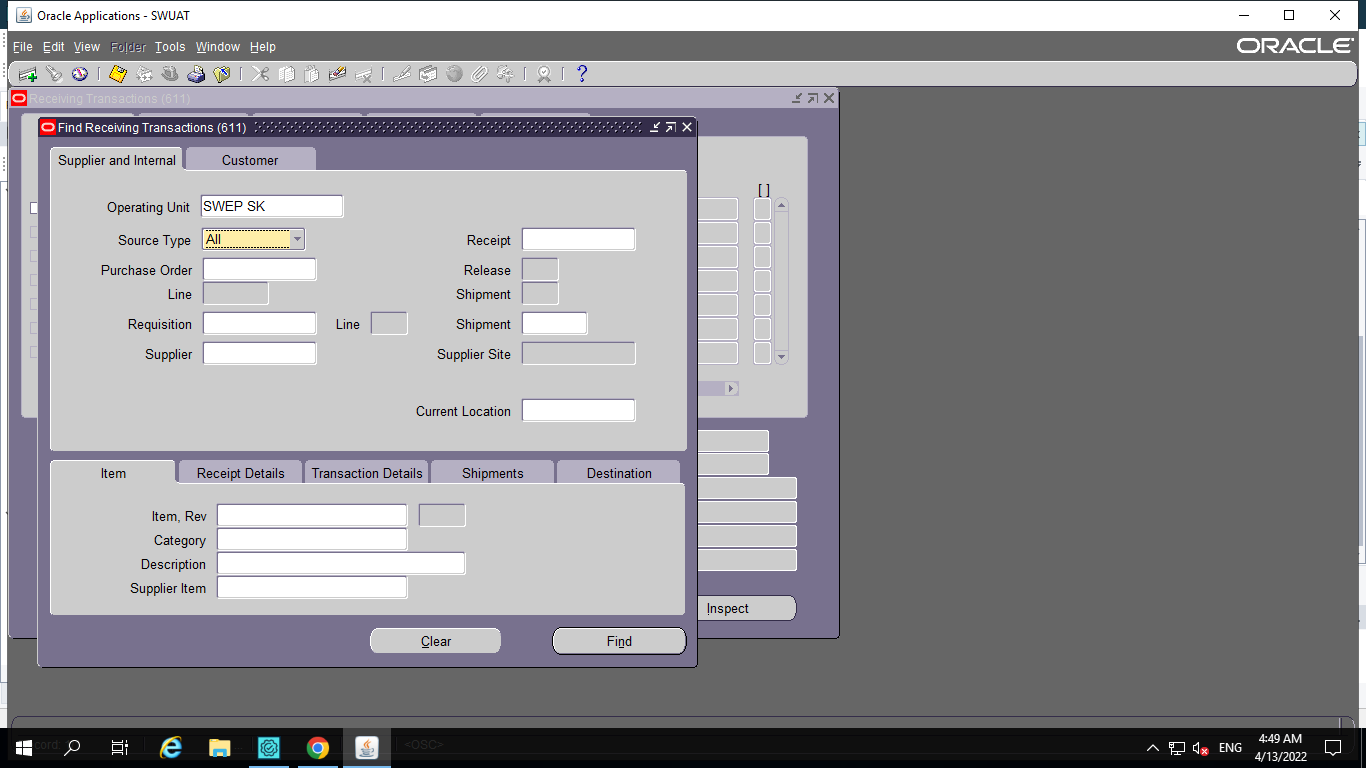 Oracle Applications - SWUAT
File Edit View Folder Tools Window Help
ORACLE
Receiving Transactions (611)
Find Receiving Transactions (611)
Supplier and Internal
Customer
[ ]
Operating Unit SWEP SK
Source Type All
Receipt
Purchase Order
Release
Line
Shipment
Requisition
Line
Shipment
Supplier
Supplier Site
Current Location
Item
Receipt Details
Transaction Details
Shipments
Destination
Item, Rev
Category
Description
Supplier Item
Inspect
Clear
Find
<OSC>
ENG
4:49 AM
4/13/2022